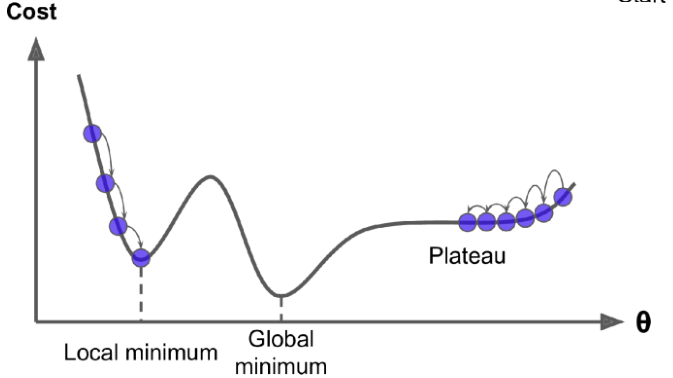 Cost
Plateau
θ
Local minimum
Global
minimum